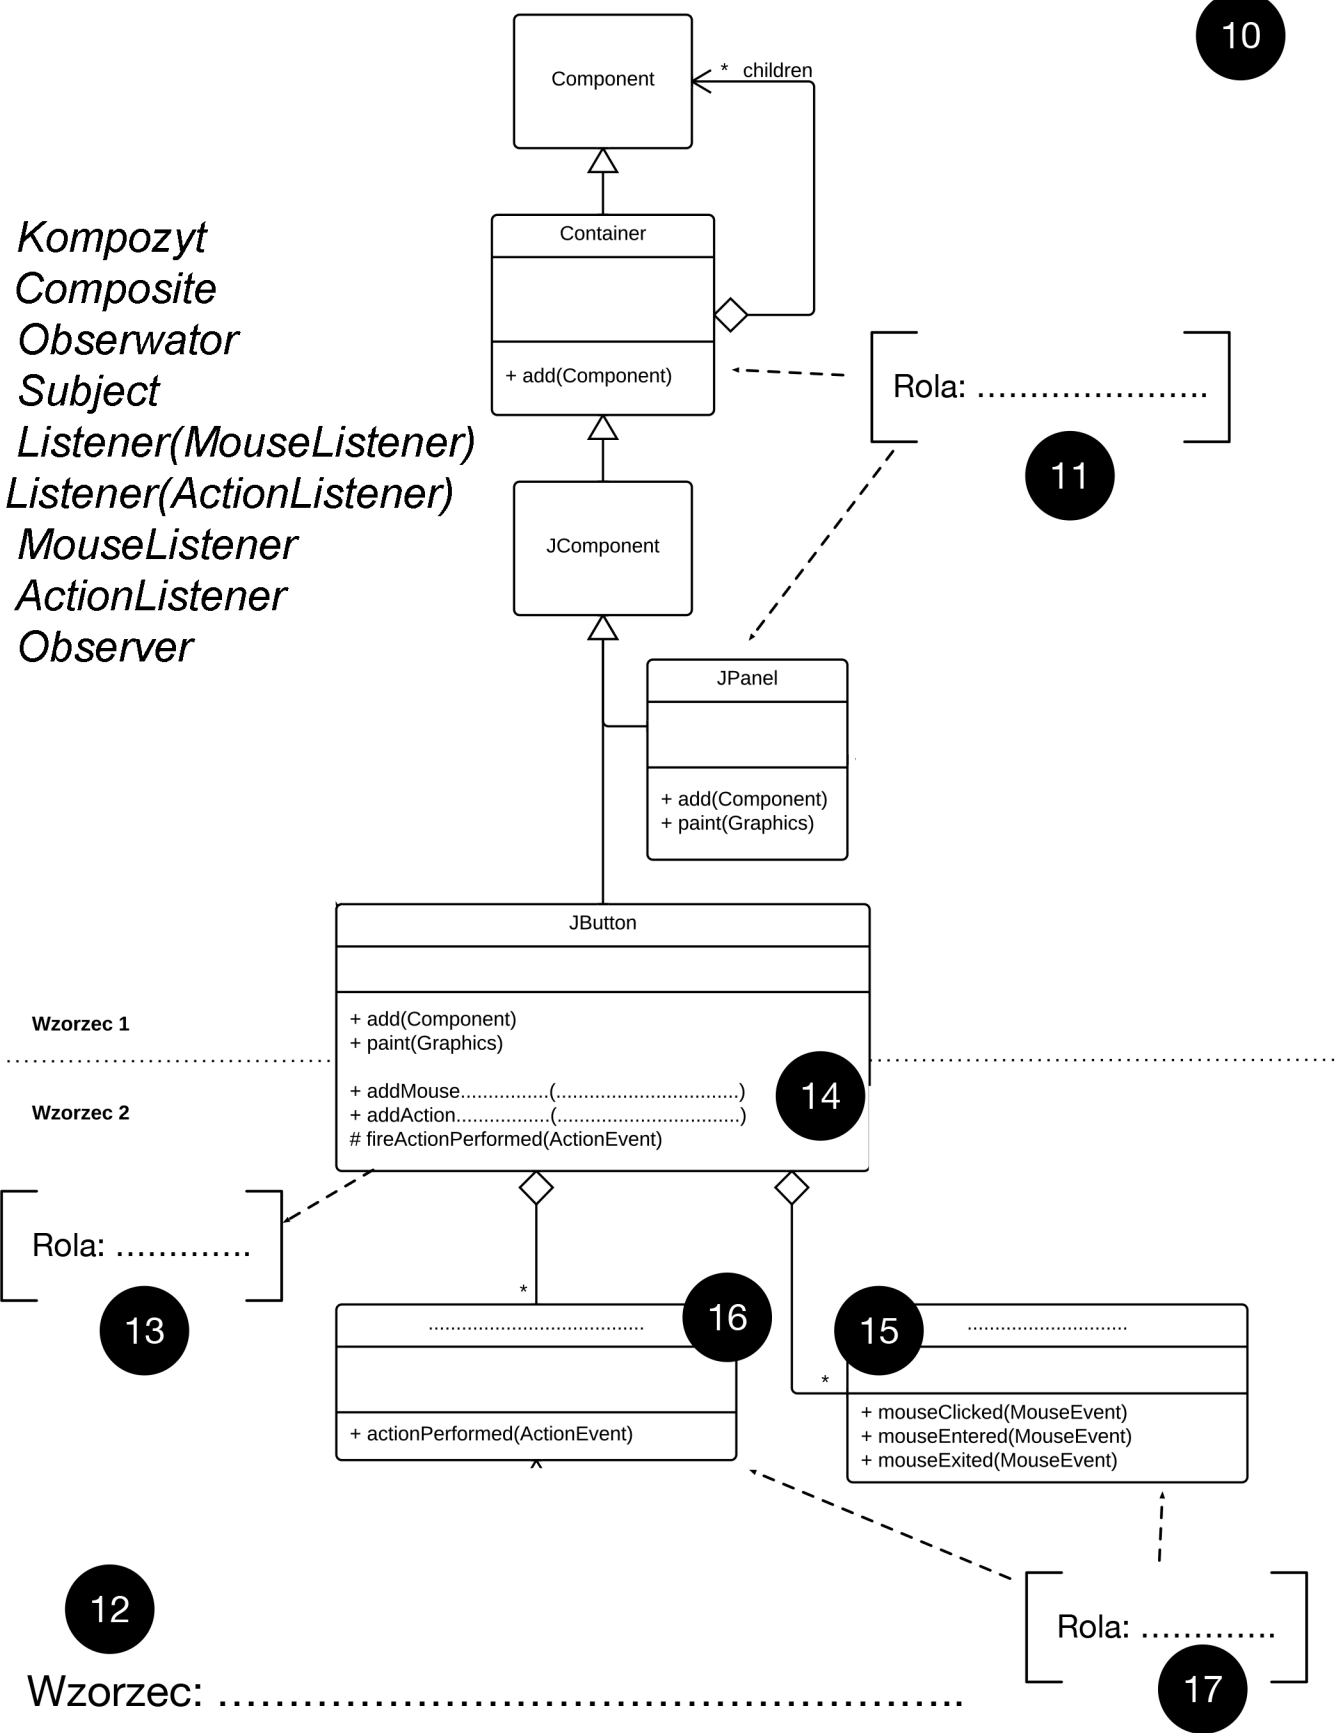 10
Component
* children
Container
+ add(Component)
Kompozyt
Composite
Obserwator
Subject
Listener(MouseListener)
Listener(ActionListener)
MouseListener
ActionListener
Observer
Rola: ......................
11
JComponent
JPanel
+ add(Component)
+ paint(Graphics)
JButton
+ add(Component)
+ paint(Graphics)
+ addMouse................(..................................)
+ addAction.................(.................................)
# fireActionPerformed(ActionEvent)
14
Wzorzec 1
Wzorzec 2
Rola: .............
13
*
.......................................
16
+ actionPerformed(ActionEvent)
15
.............................
*
+ mouseClicked(MouseEvent)
+ mouseEntered(MouseEvent)
+ mouseExited(MouseEvent)
12
Wzorzec: .....................................................
Rola: .............
17